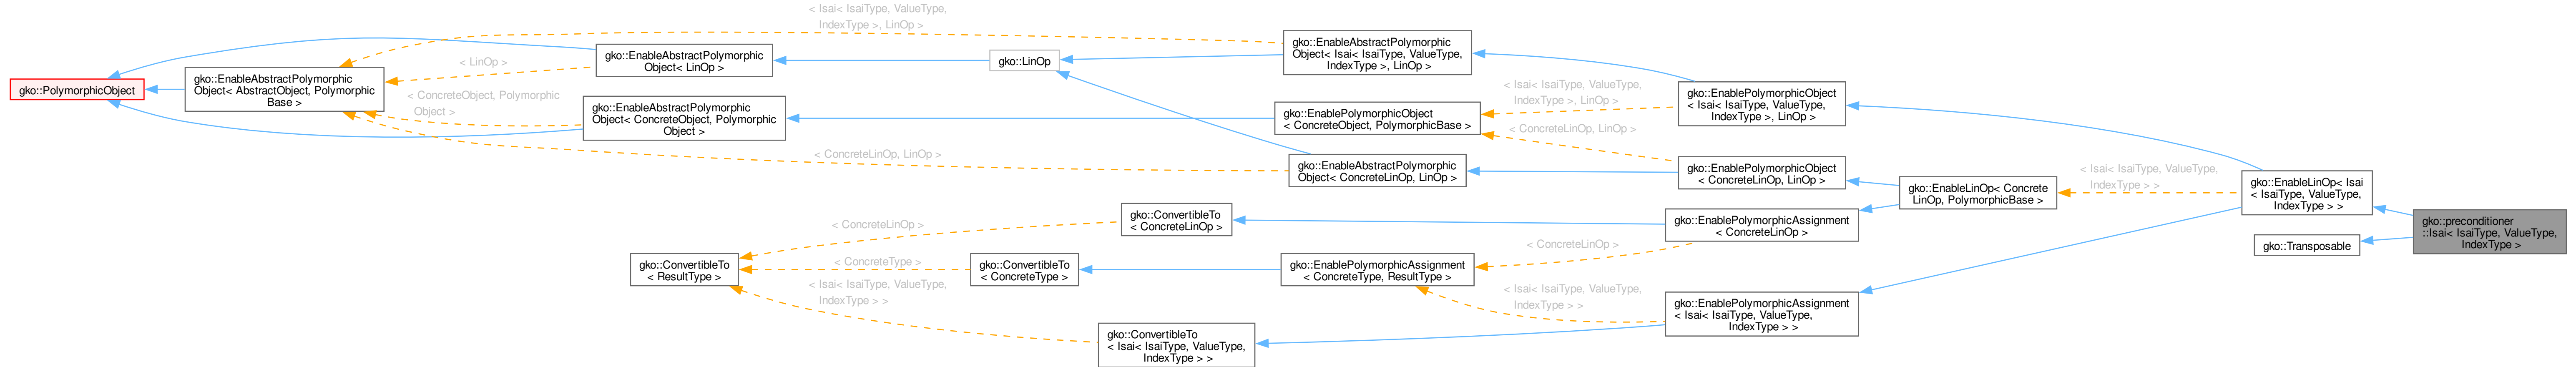 gko::PolymorphicObject
gko::EnableAbstractPolymorphic
Object< AbstractObject, Polymorphic
Base >
< Isai< IsaiType, ValueType,
IndexType >, LinOp >
< LinOp >
< ConcreteObject, Polymorphic
Object >
gko::EnableAbstractPolymorphic
Object< LinOp >
gko::EnableAbstractPolymorphic
Object< ConcreteObject, Polymorphic
Object >
< ConcreteLinOp, LinOp >
gko::ConvertibleTo
< ResultType >
< ConcreteLinOp >
< ConcreteType >
< Isai< IsaiType, ValueType,
IndexType > >
gko::LinOp
gko::ConvertibleTo
< ConcreteLinOp >
gko::ConvertibleTo
< ConcreteType >
gko::ConvertibleTo
< Isai< IsaiType, ValueType,
IndexType > >
gko::EnableAbstractPolymorphic
Object< Isai< IsaiType, ValueType,
IndexType >, LinOp >
gko::EnablePolymorphicObject
< ConcreteObject, PolymorphicBase >
gko::EnableAbstractPolymorphic
Object< ConcreteLinOp, LinOp >
gko::EnablePolymorphicAssignment
< ConcreteType, ResultType >
< Isai< IsaiType, ValueType,
IndexType >, LinOp >
< ConcreteLinOp, LinOp >
< ConcreteLinOp >
< Isai< IsaiType, ValueType,
IndexType > >
gko::EnablePolymorphicObject
< Isai< IsaiType, ValueType,
IndexType >, LinOp >
gko::EnablePolymorphicObject
< ConcreteLinOp, LinOp >
gko::EnablePolymorphicAssignment
< ConcreteLinOp >
gko::EnablePolymorphicAssignment
< Isai< IsaiType, ValueType,
IndexType > >
gko::EnableLinOp< Concrete
LinOp, PolymorphicBase >
< Isai< IsaiType, ValueType,
IndexType > >
gko::EnableLinOp< Isai
< IsaiType, ValueType,
IndexType > >
gko::Transposable
gko::preconditioner
::Isai< IsaiType, ValueType,
IndexType >